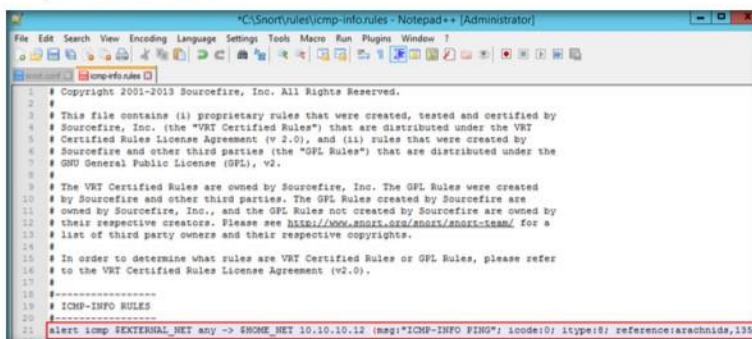 *C:\Snort\rules\icmp-info.rules - Notepad++ [Administrator]
File Edit Search View Encoding Language Settings Tools Macro Run Plugins Window ?
snort.conf icmp-info.rules
1 # Copyright 2001-2013 Sourcefire, Inc. All Rights Reserved.
2 #
3 # This file contains (i) proprietary rules that were created, tested and certified by
4 # Sourcefire, Inc. (the "VRT Certified Rules") that are distributed under the VRT
5 # Certified Rules License Agreement (v 2.0), and (ii) rules that were created by
6 # Sourcefire and other third parties (the "GPL Rules") that are distributed under the
7 # GNU General Public License (GPL), v2.
8 #
9 # The VRT Certified Rules are owned by Sourcefire, Inc. The GPL Rules were created
10 # by Sourcefire and other third parties. The GPL Rules created by Sourcefire are
11 # owned by Sourcefire, Inc., and the GPL Rules not created by Sourcefire are owned by
12 # their respective creators. Please see http://www.snort.org/snort/snort-team/ for a
13 # list of third party owners and their respective copyrights.
14 #
15 # In order to determine what rules are VRT Certified Rules or GPL Rules, please refer
16 # to the VRT Certified Rules License Agreement (v2.0).
17 #
18 #-----------------
19 # ICMP-INFO RULES
20 #-----------------
21 alert icmp $EXTERNAL_NET any -> $HOME_NET 10.10.10.12 (msg:"ICMP-INFO PING"; icode:0; itype:8; reference:arachnids,135